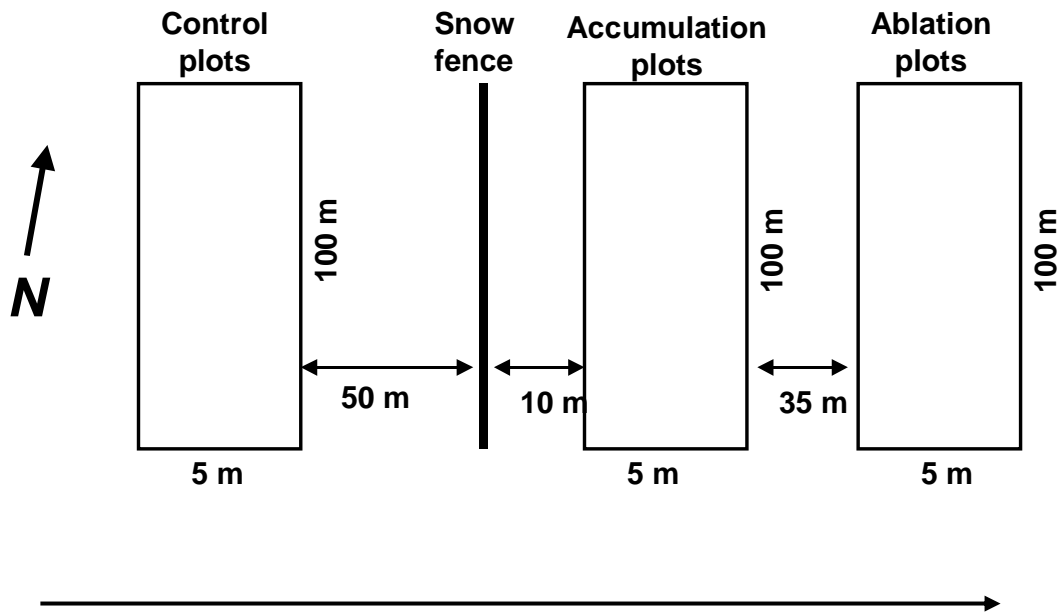 Control
plots
Snow
fence
Accumulation
plots
Ablation
plots
N
100 m
100 m
100 m
50 m
10 m
35 m
5 m
5 m
5 m